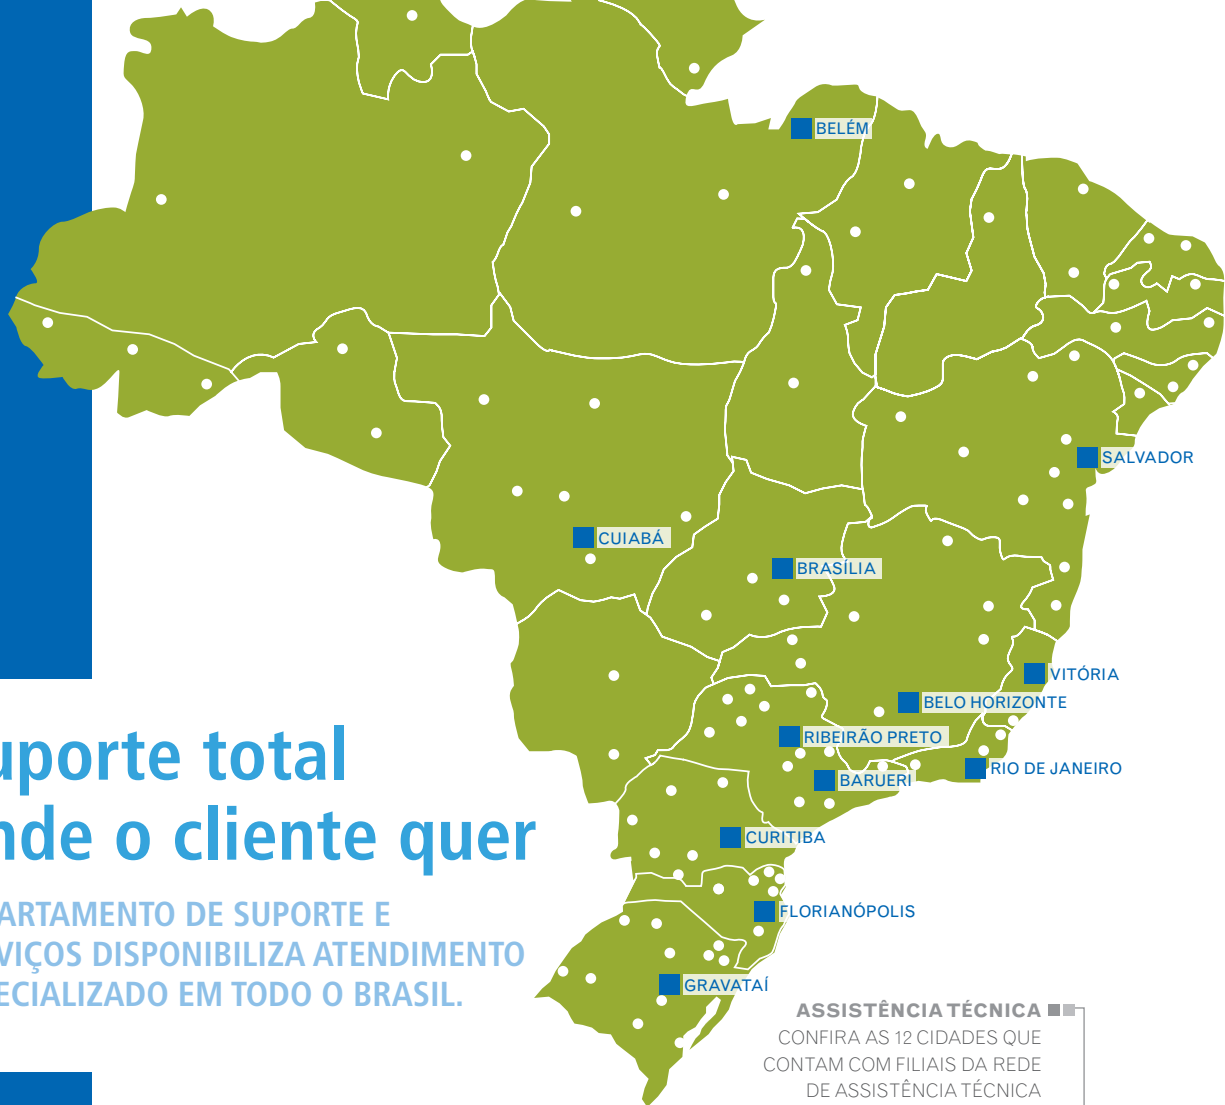 BELÉM
SALVADOR
CUIABÁ
BRASÍLIA
VITÓRIA
BELO HORIZONTE
RIBEIRÃO PRETO
RIO DE JANEIRO
BARUERI
CURITIBA
FLORIANÓPOLIS
GRAVATAÍ
uporte total
nde o cliente quer
ARTAMENTO DE SUPORTE E
VIÇOS DISPONIBILIZA ATENDIMENTO
PECIALIZADO EM TODO O BRASIL.
ASSISTÊNCIA TÉCNICA
CONFIRA AS 12 CIDADES QUE
CONTAM COM FILIAIS DA REDE
DE ASSISTÊNCIA TÉCNICA